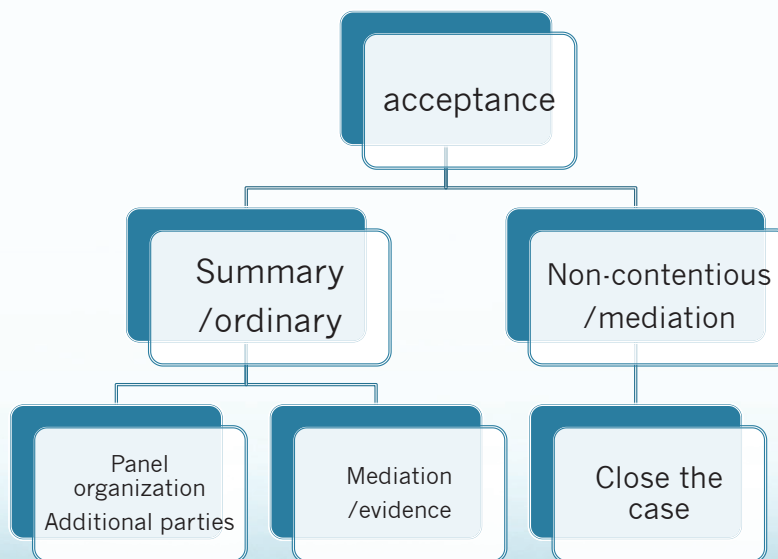 acceptance
Summary
/ordinary
Non-contentious
/mediation
Panel
organization
Additional parties
Mediation
/evidence
Close the
case